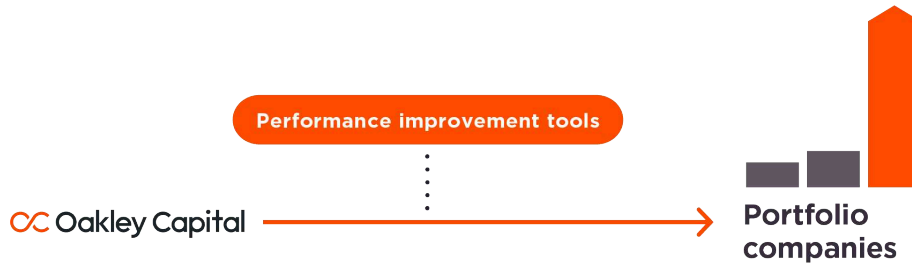 Performance improvement tools
Oakley Capital
Portfolio
companies